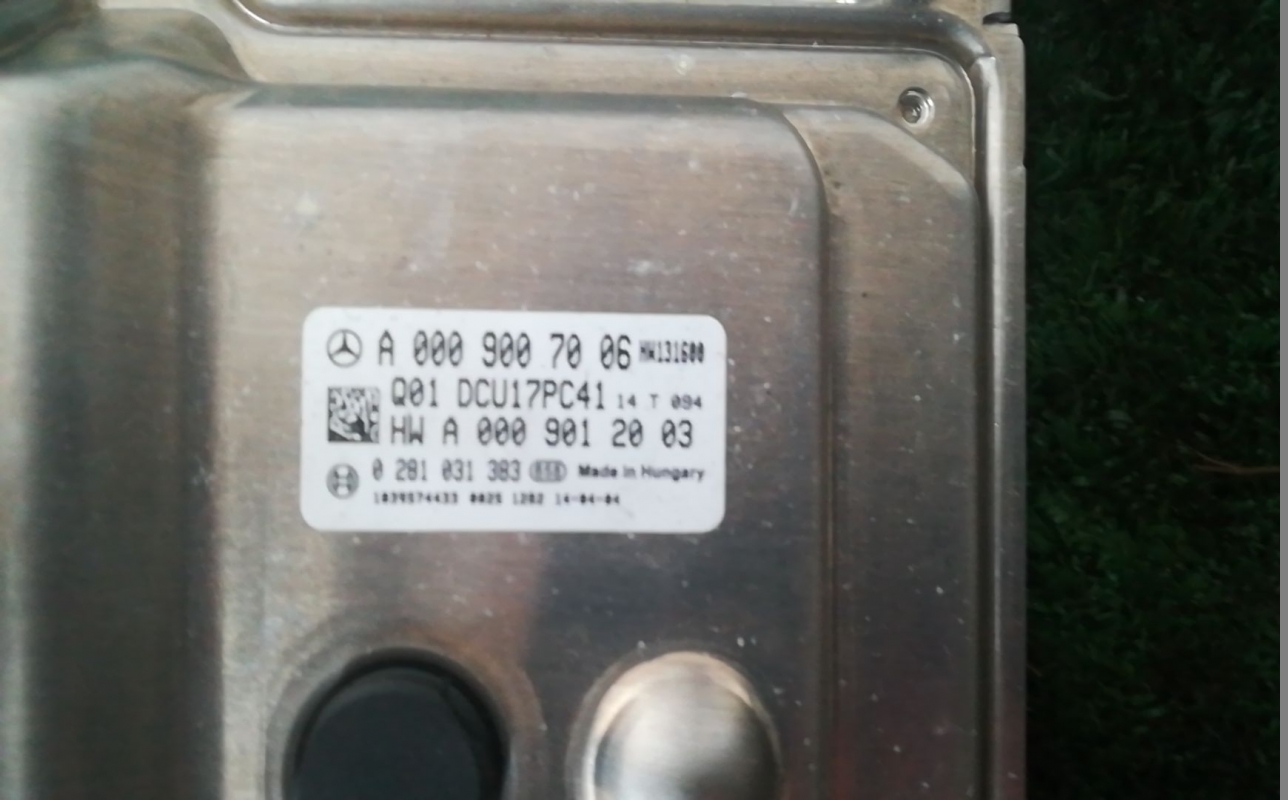 A 000 900 70 06 HW131600
Q01 DCU17PC41 14 T 094
HW A 000 901 20 03
0 281 031 383 Made in Hungary
1039S74433 0025 1202 14-04-04